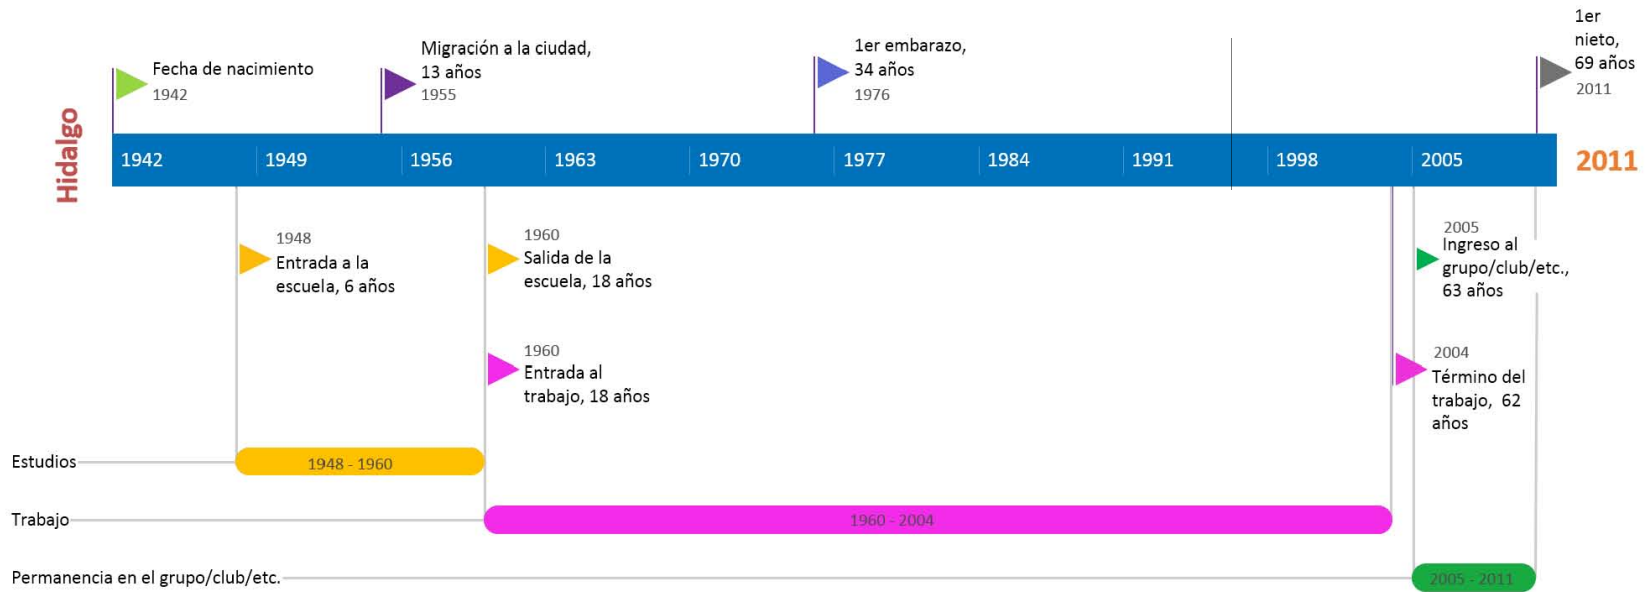 Fecha de nacimiento
1942
Migración a la ciudad,
13 años
1955
1er embarazo,
34 años
1976
1er
nieto,
69 años
2011
Hidalgo
1942
1949
1956
1963
1970
1977
1984
1991
1998
2005
2011
1948
Entrada a la
escuela, 6 años
1960
Salida de la
escuela, 18 años
2005
Ingreso al
grupo/club/etc.,
63 años
1960
Entrada al
trabajo, 18 años
2004
Término del
trabajo, 62
años
Estudios
1948 - 1960
Trabajo
1960 - 2004
Permanencia en el grupo/club/etc.
2005 - 2011